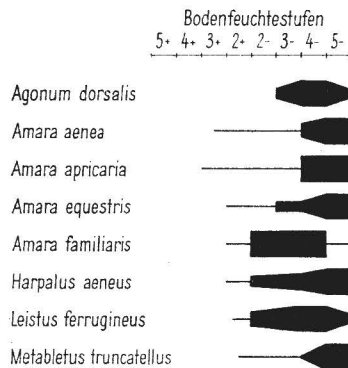 Bodenfeuchtestufen
5+ 4+ 3+ 2+ 2- 3- 4- 5-
Agonum dorsalis
Amara aenea
Amara apricaria
Amara equestris
Amara familiaris
Harpalus aeneus
Leistus ferrugineus
Metabletus truncatellus